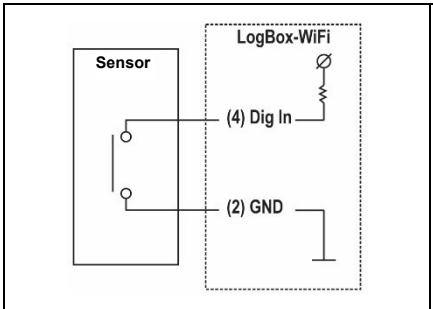 LogBox-WiFi
Sensor
(4) Dig In
(2) GND